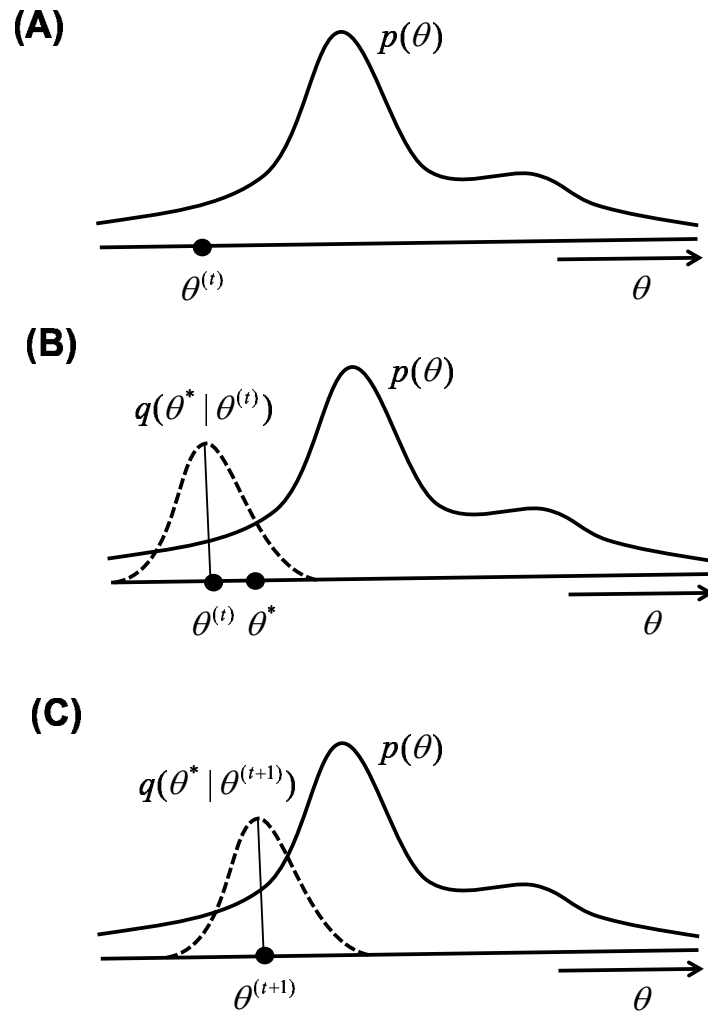 (A)
p(θ)
θ^(t)
θ
(B)
p(θ)
q(θ* | θ^(t))
θ^(t) θ*
θ
(C)
p(θ)
q(θ* | θ^(t+1))
θ^(t+1)
θ